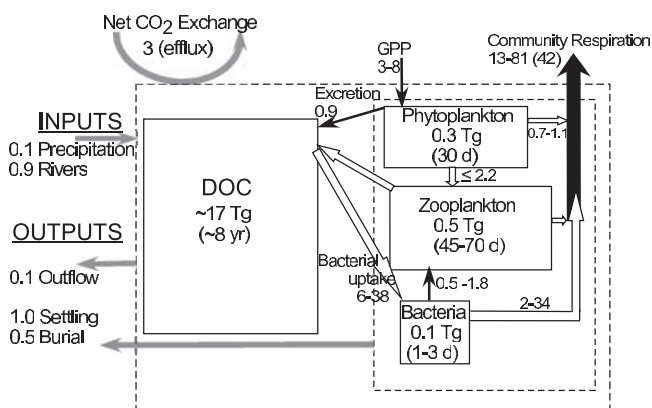 Net CO2 Exchange
3 (efflux)
GPP
3-8
Community Respiration
13-81 (42)
Excretion
0.9
INPUTS
0.1 Precipitation
0.9 Rivers
Phytoplankton
0.3 Tg
(30 d)
0.7-1.1
≤ 2.2
DOC
~17 Tg
(~8 yr)
Zooplankton
0.5 Tg
(45-70 d)
OUTPUTS
0.1 Outflow
1.0 Settling
0.5 Burial
Bacterial
uptake
6-38
0.5 -1.8
Bacteria
0.1 Tg
(1-3 d)
2-34